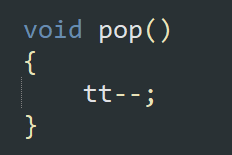 void pop()
{
    tt--;
}